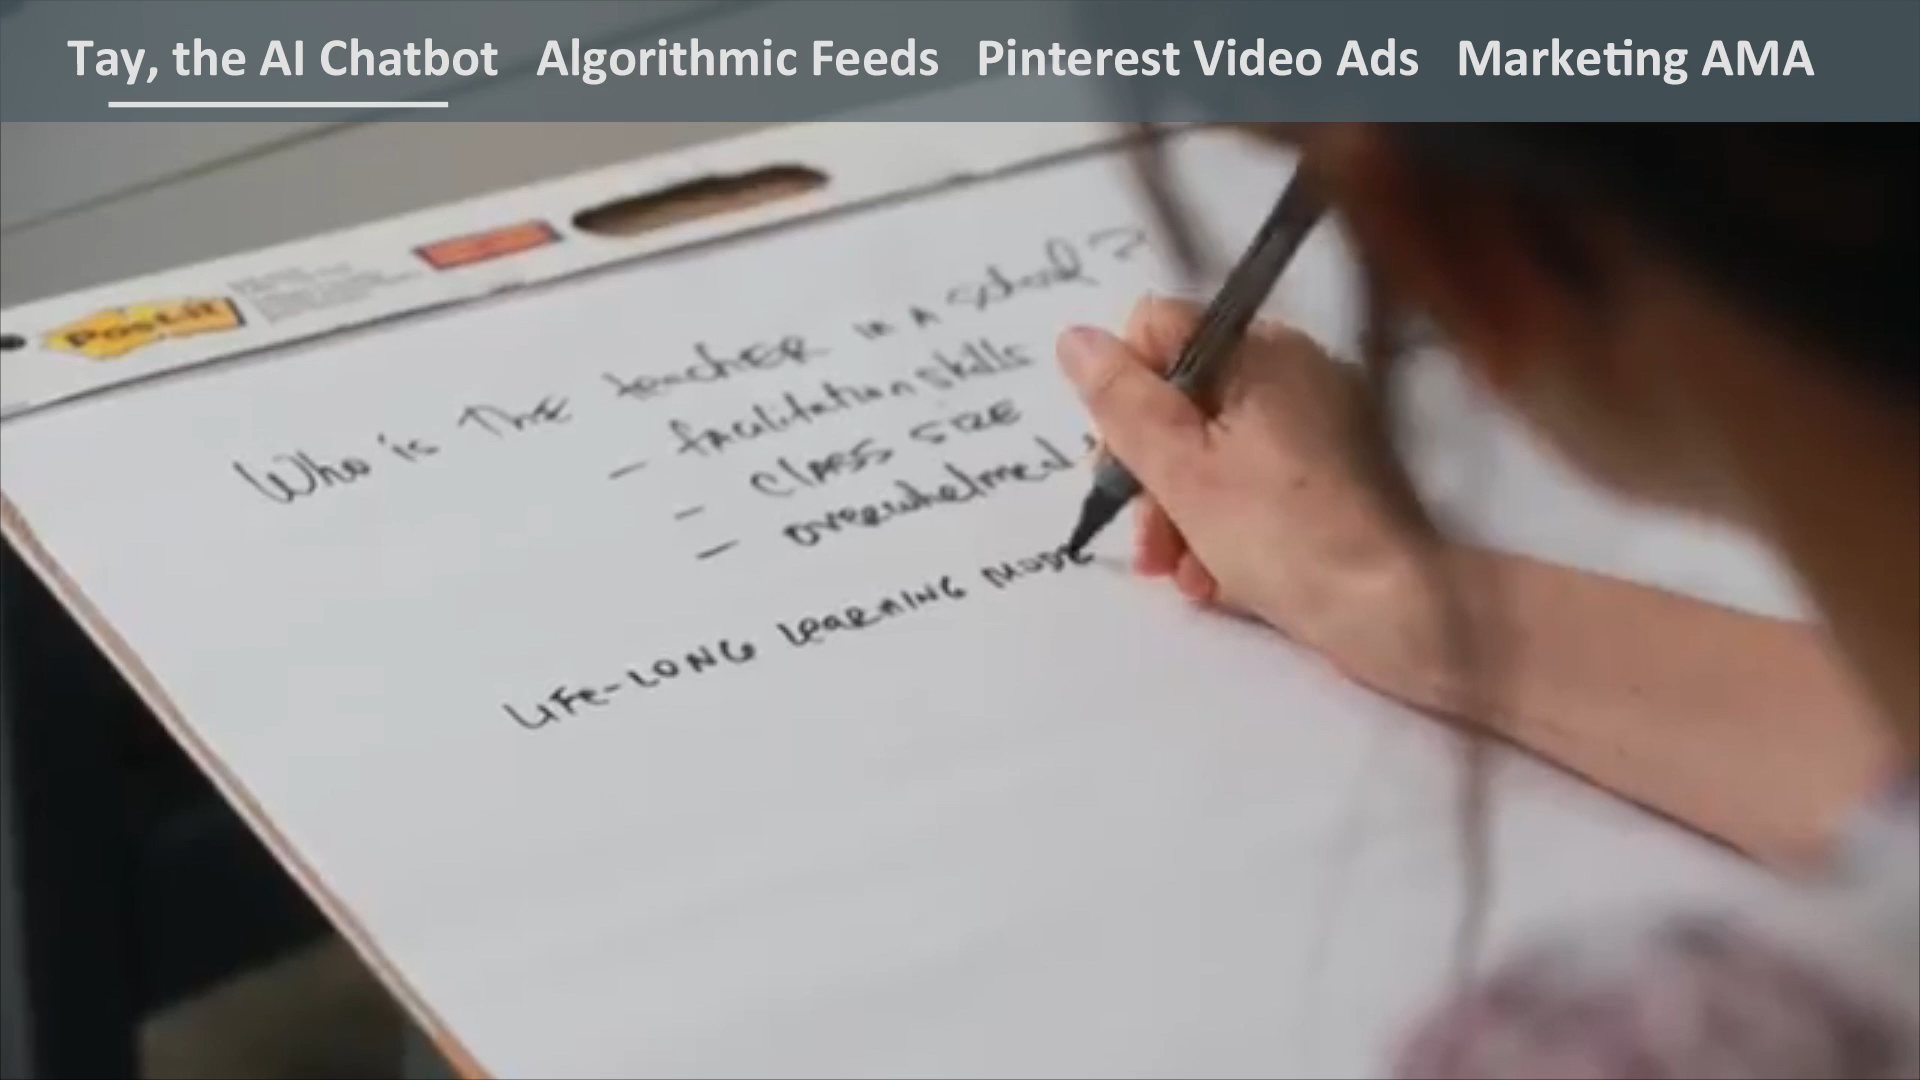 Tay, the AI Chatbot Algorithmic Feeds Pinterest Video Ads Marketing AMA
Post-it
Who is THE teacHER in A school?
- facilitation skills
- CLASS SIZE
- overwhelmed
LIFE-LONG LEARNING MODE